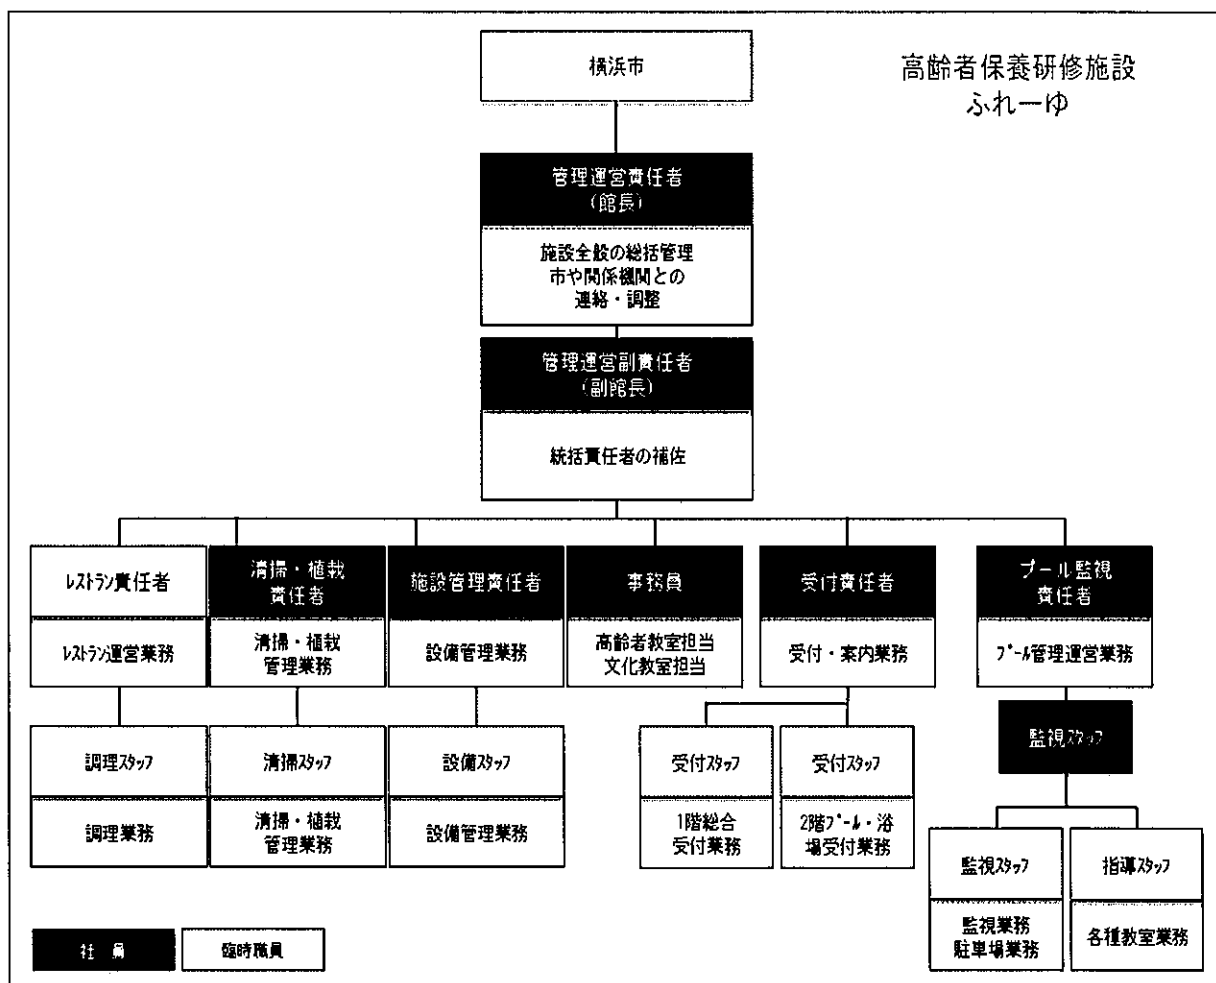 横浜市
高齢者保養研修施設
ふれーゆ
管理運営責任者
(館長)
施設全般の総括管理
市や関係機関との
連絡・調整
管理運営副責任者
(副館長)
統括責任者の補佐
レストラン責任者
レストラン運営業務
清掃・植栽
責任者
清掃・植栽
管理業務
施設管理責任者
設備管理業務
事務員
高齢者教室担当
文化教室担当
受付責任者
受付・案内業務
プール監視
責任者
プール管理運営業務
調理スタッフ
調理業務
清掃スタッフ
清掃・植栽
管理業務
設備スタッフ
設備管理業務
受付スタッフ
1階総合
受付業務
受付スタッフ
2階プール・浴
場受付業務
監視スタッフ
監視スタッフ
監視業務
駐車場業務
指導スタッフ
各種教室業務
社員
臨時職員